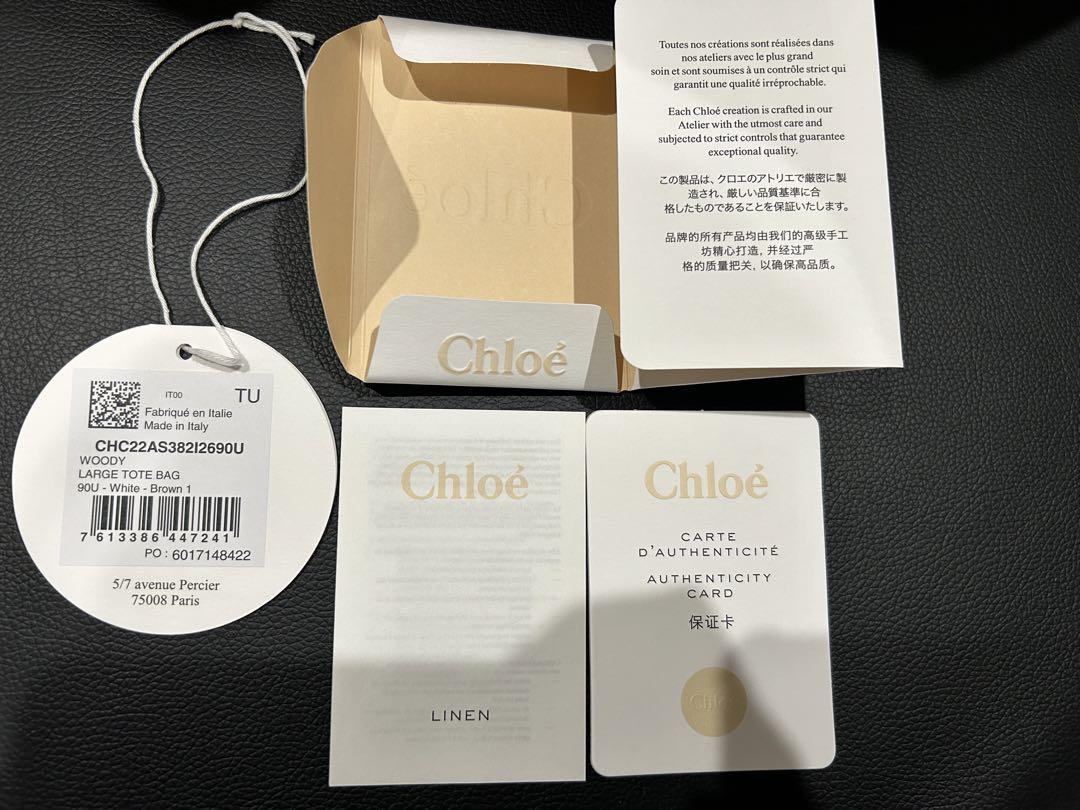 Toutes nos créations sont réalisées dans
nos ateliers avec le plus grand
soin et sont soumises à un contrôle strict qui
garantit une qualité irréprochable.
Each Chloé creation is crafted in our
Atelier with the utmost care and
subjected to strict controls that guarantee
exceptional quality.
この製品は、クロエのアトリエで厳密に製
造され、厳しい品質基準に合
格したものであることを保証いたします。
品牌的所有产品均由我们的高级手工
坊精心打造, 并经过严
格的质量把关, 以确保高品质。
Chloé
Chloé
IT00
TU
Fabriqué en Italie
Made in Italy
CHC22AS382I2690U
WOODY
LARGE TOTE BAG
90U - White - Brown 1
7 613386 447241
PO : 6017148422
5/7 avenue Percier
75008 Paris
Chloé
LINEN
Chloé
CARTE
D'AUTHENTICITÉ
AUTHENTICITY
CARD
保证卡
Chloé